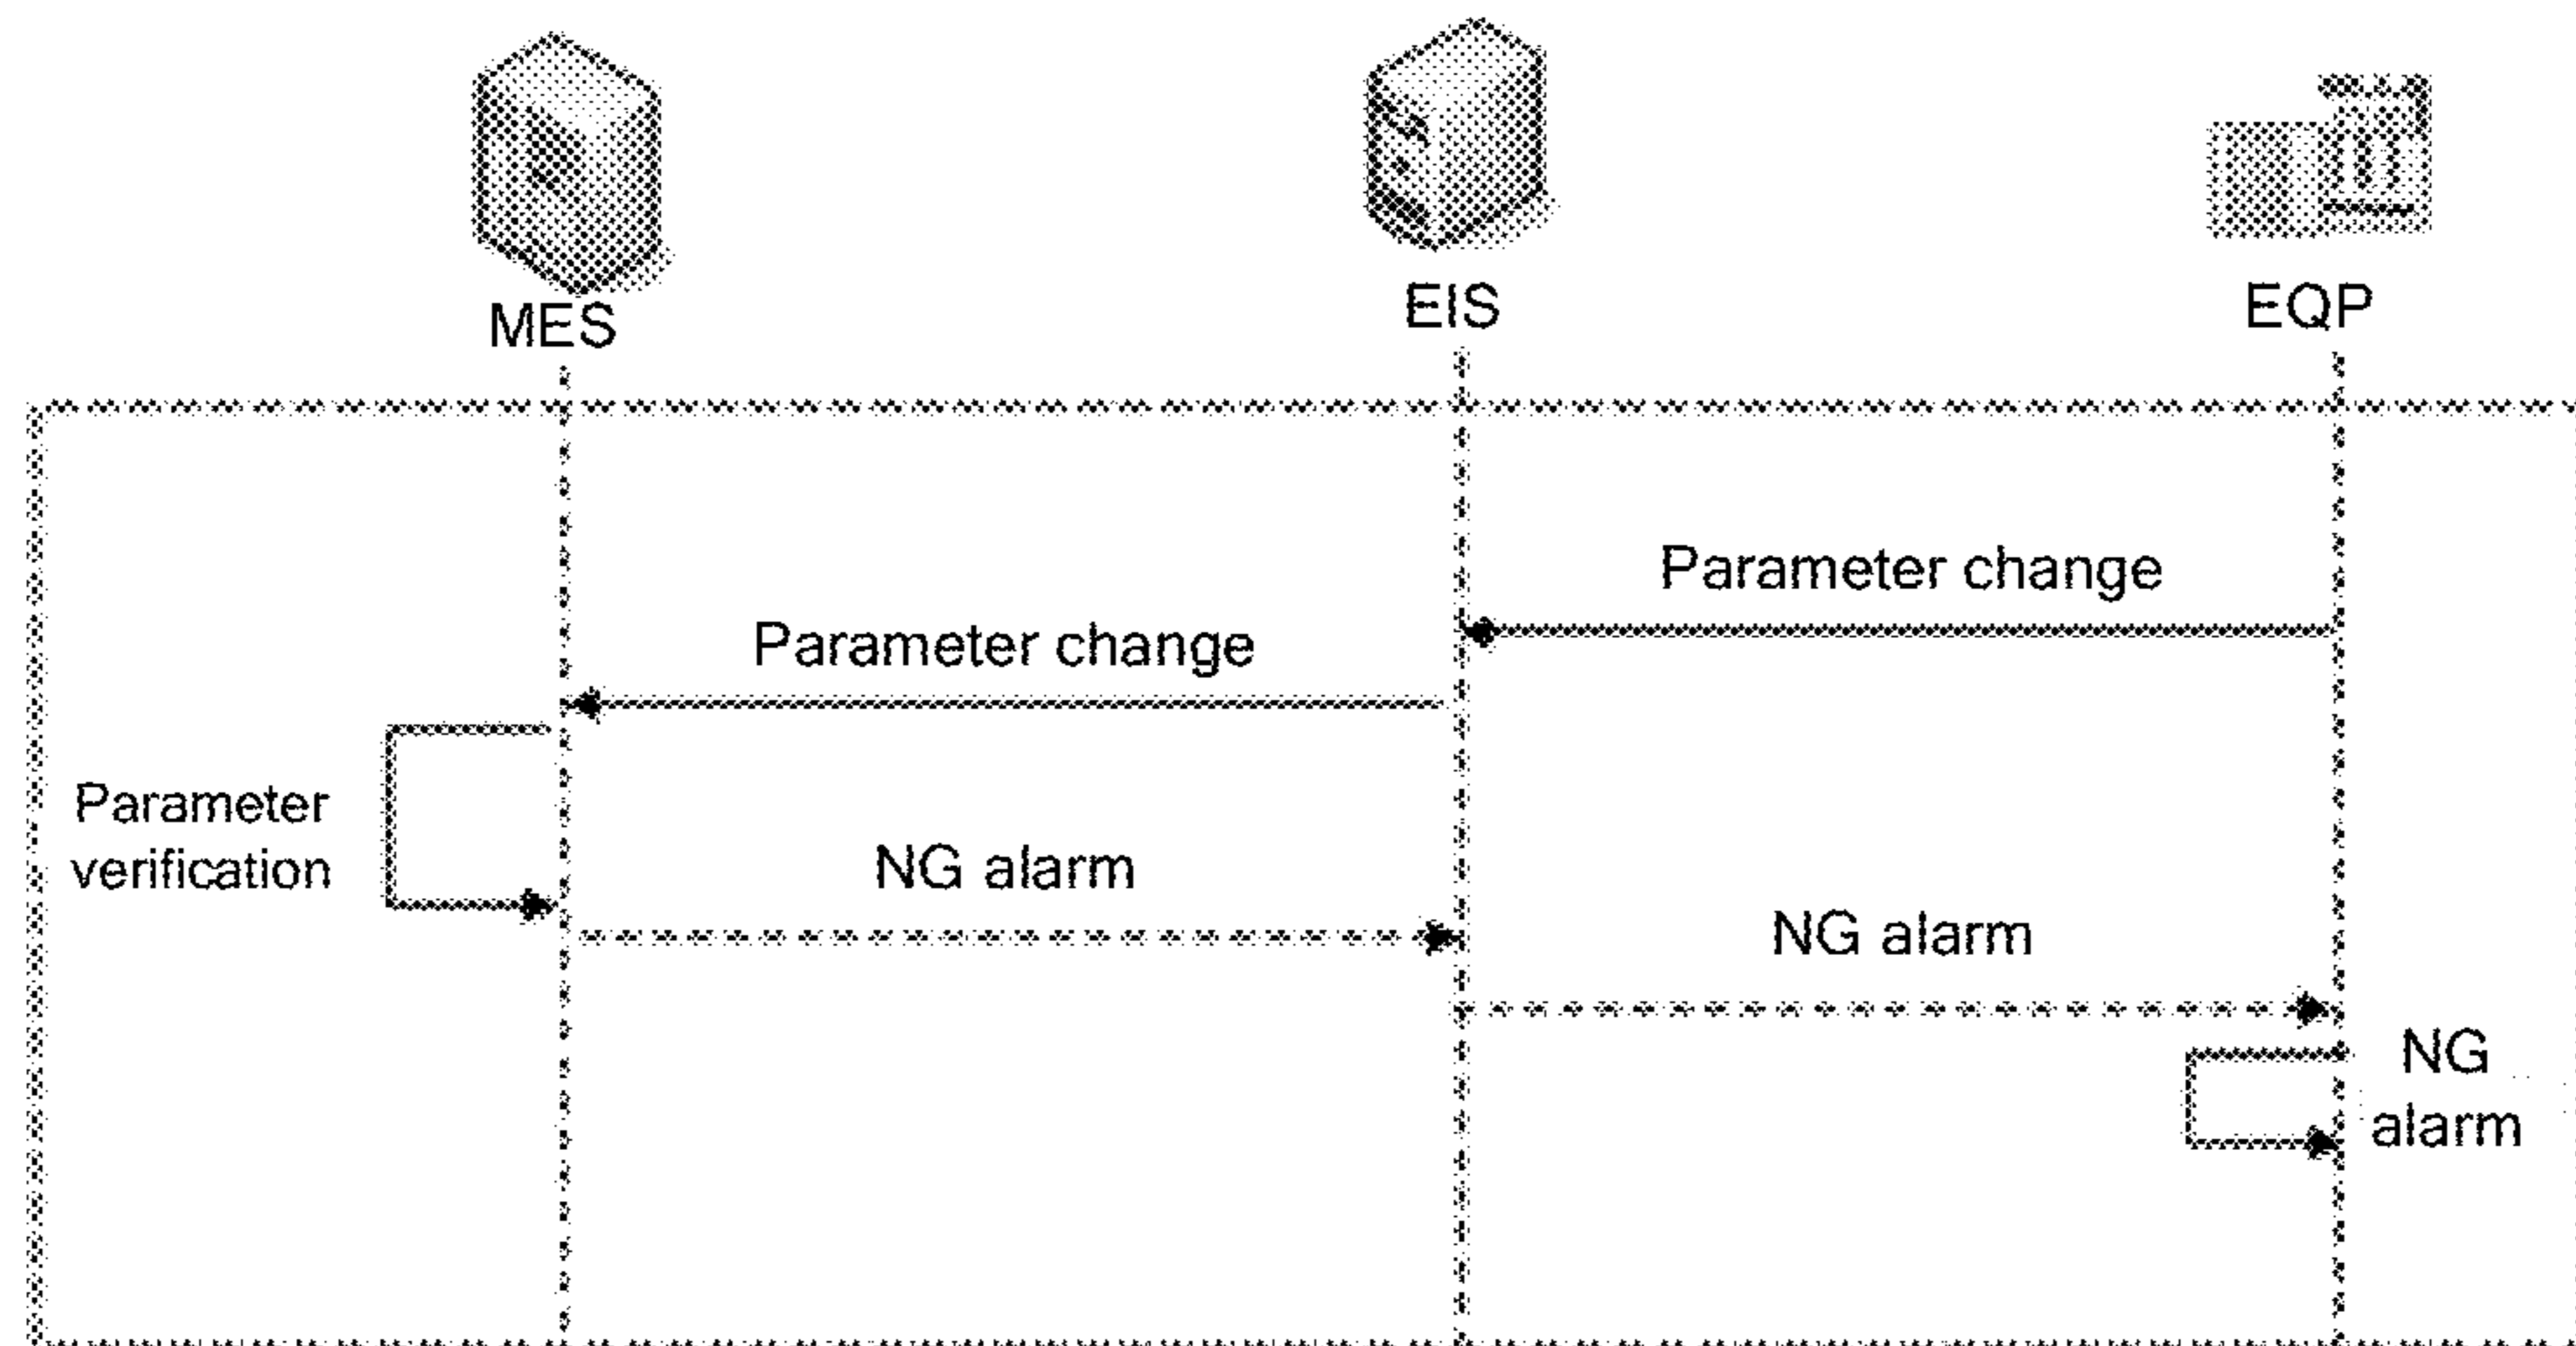 MES
EIS
EQP
Parameter change
Parameter change
Parameter
verification
NG alarm
NG alarm
NG
alarm